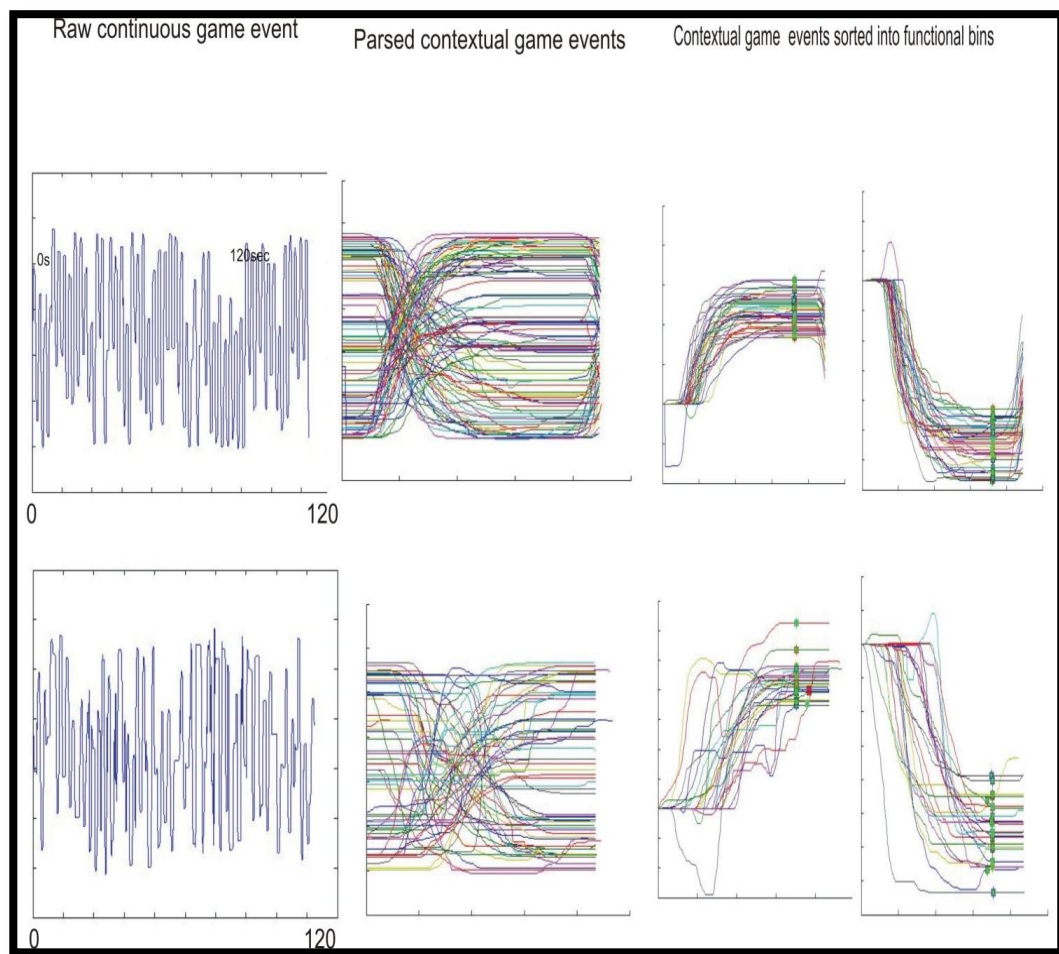 Raw continuous game event
Parsed contextual game events
Contextual game events sorted into functional bins
0s
120sec
0
120
0
120